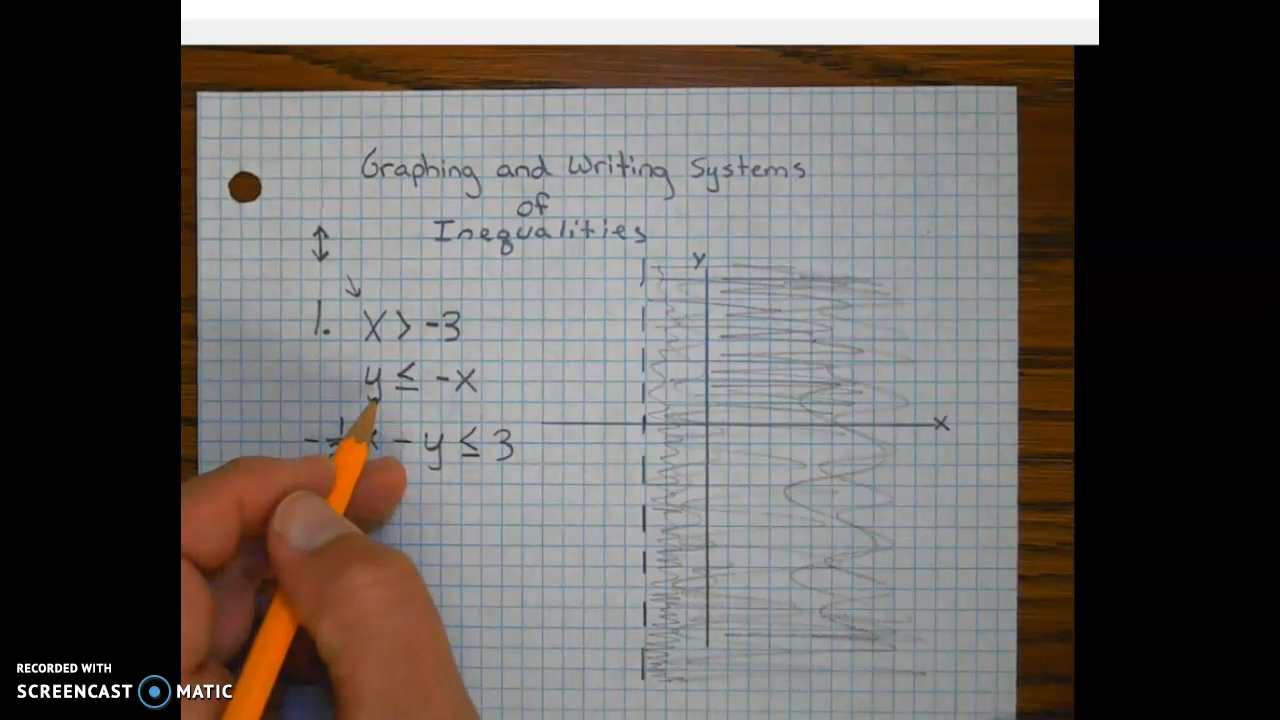 Graphing and Writing Systems
of
Inequalities
1. X > -3
y ≤ -X
- y ≤ 3
y
X
RECORDED WITH
SCREENCAST MATIC